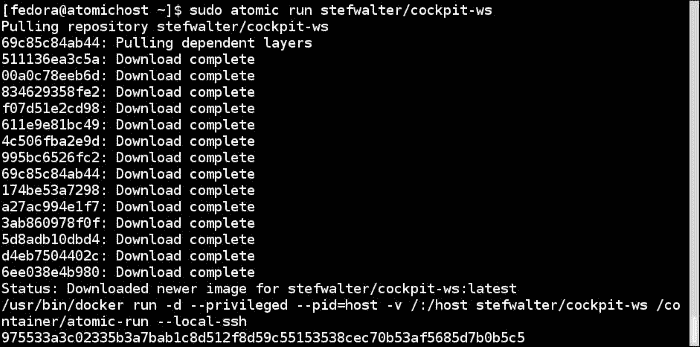 [fedora@atomichost ~]$ sudo atomic run stefwalter/cockpit-ws
Pulling repository stefwalter/cockpit-ws
69c85c84ab44: Pulling dependent layers
511136ea3c5a: Download complete
00a0c78eeb6d: Download complete
834629358fe2: Download complete
f07d51e2cd98: Download complete
611e9e81bc49: Download complete
4c506fba2e9d: Download complete
995bc6526fc2: Download complete
69c85c84ab44: Download complete
174be53a7298: Download complete
a27ac994e1f7: Download complete
3ab860978f0f: Download complete
5d8adb10dbd4: Download complete
d4eb7504402c: Download complete
6ee038e4b980: Download complete
Status: Downloaded newer image for stefwalter/cockpit-ws:latest
/usr/bin/docker run -d --privileged --pid=host -v /:/host stefwalter/cockpit-ws /co
ntainer/atomic-run --local-ssh
975533a3c02335b3a7bab1c8d512f8d59c55153538cec70b53af5685d7b0b5c5